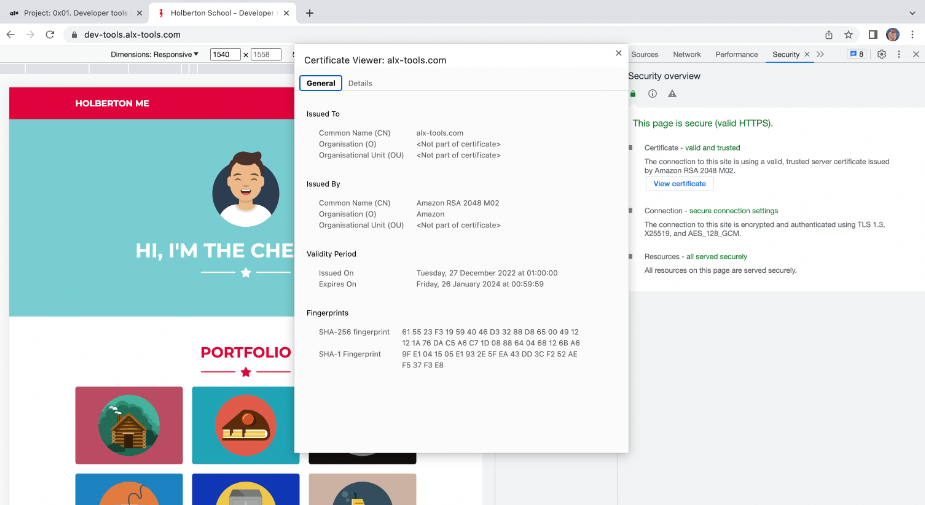 Project: 0x01. Developer tools
Holberton School - Developer
dev-tools.alx-tools.com
Dimensions: Responsive
1540 x 1558
Sources Network Performance Security 8
HOLBERTON ME
HI, I'M THE CHE
PORTFOLIO
Certificate Viewer: alx-tools.com
General Details
Issued To
Common Name (CN) alx-tools.com
Organisation (O) <Not part of certificate>
Organisational Unit (OU) <Not part of certificate>
Issued By
Common Name (CN) Amazon RSA 2048 M02
Organisation (O) Amazon
Organisational Unit (OU) <Not part of certificate>
Validity Period
Issued On Tuesday, 27 December 2022 at 01:00:00
Expires On Friday, 26 January 2024 at 00:59:59
Fingerprints
SHA-256 fingerprint 61 55 23 F3 19 59 40 46 D3 32 88 D8 65 00 49 12
12 1A 76 DA C5 A6 C7 1D 08 88 64 04 68 12 6B A6
SHA-1 Fingerprint 9F E1 04 15 05 E1 93 2E 5F EA 43 DD 3C F2 52 AE
F5 37 F3 E8
Security overview
This page is secure (valid HTTPS).
Certificate - valid and trusted
The connection to this site is using a valid, trusted server certificate issued
by Amazon RSA 2048 M02.
View certificate
Connection - secure connection settings
The connection to this site is encrypted and authenticated using TLS 1.3,
X25519, and AES_128_GCM.
Resources - all served securely
All resources on this page are served securely.